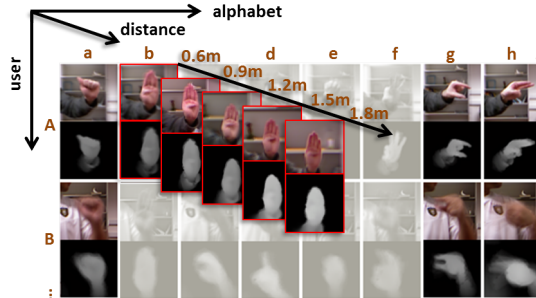 alphabet
distance
user
a b d e f g h
0.6m
0.9m
1.2m
1.5m
1.8m
A
B
: